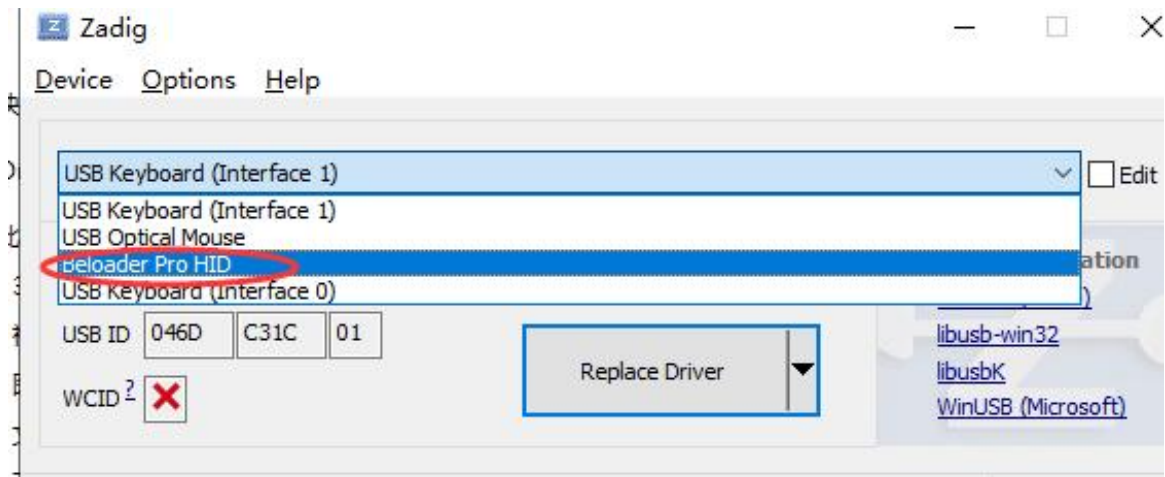 Zadig
Device Options Help
USB Keyboard (Interface 1)
Edit
USB Keyboard (Interface 1)
USB Optical Mouse
Beloader Pro HID
USB Keyboard (Interface 0)
USB ID 046D C31C 01
Replace Driver
WCID ?
libusb-win32
libusbK
WinUSB (Microsoft)